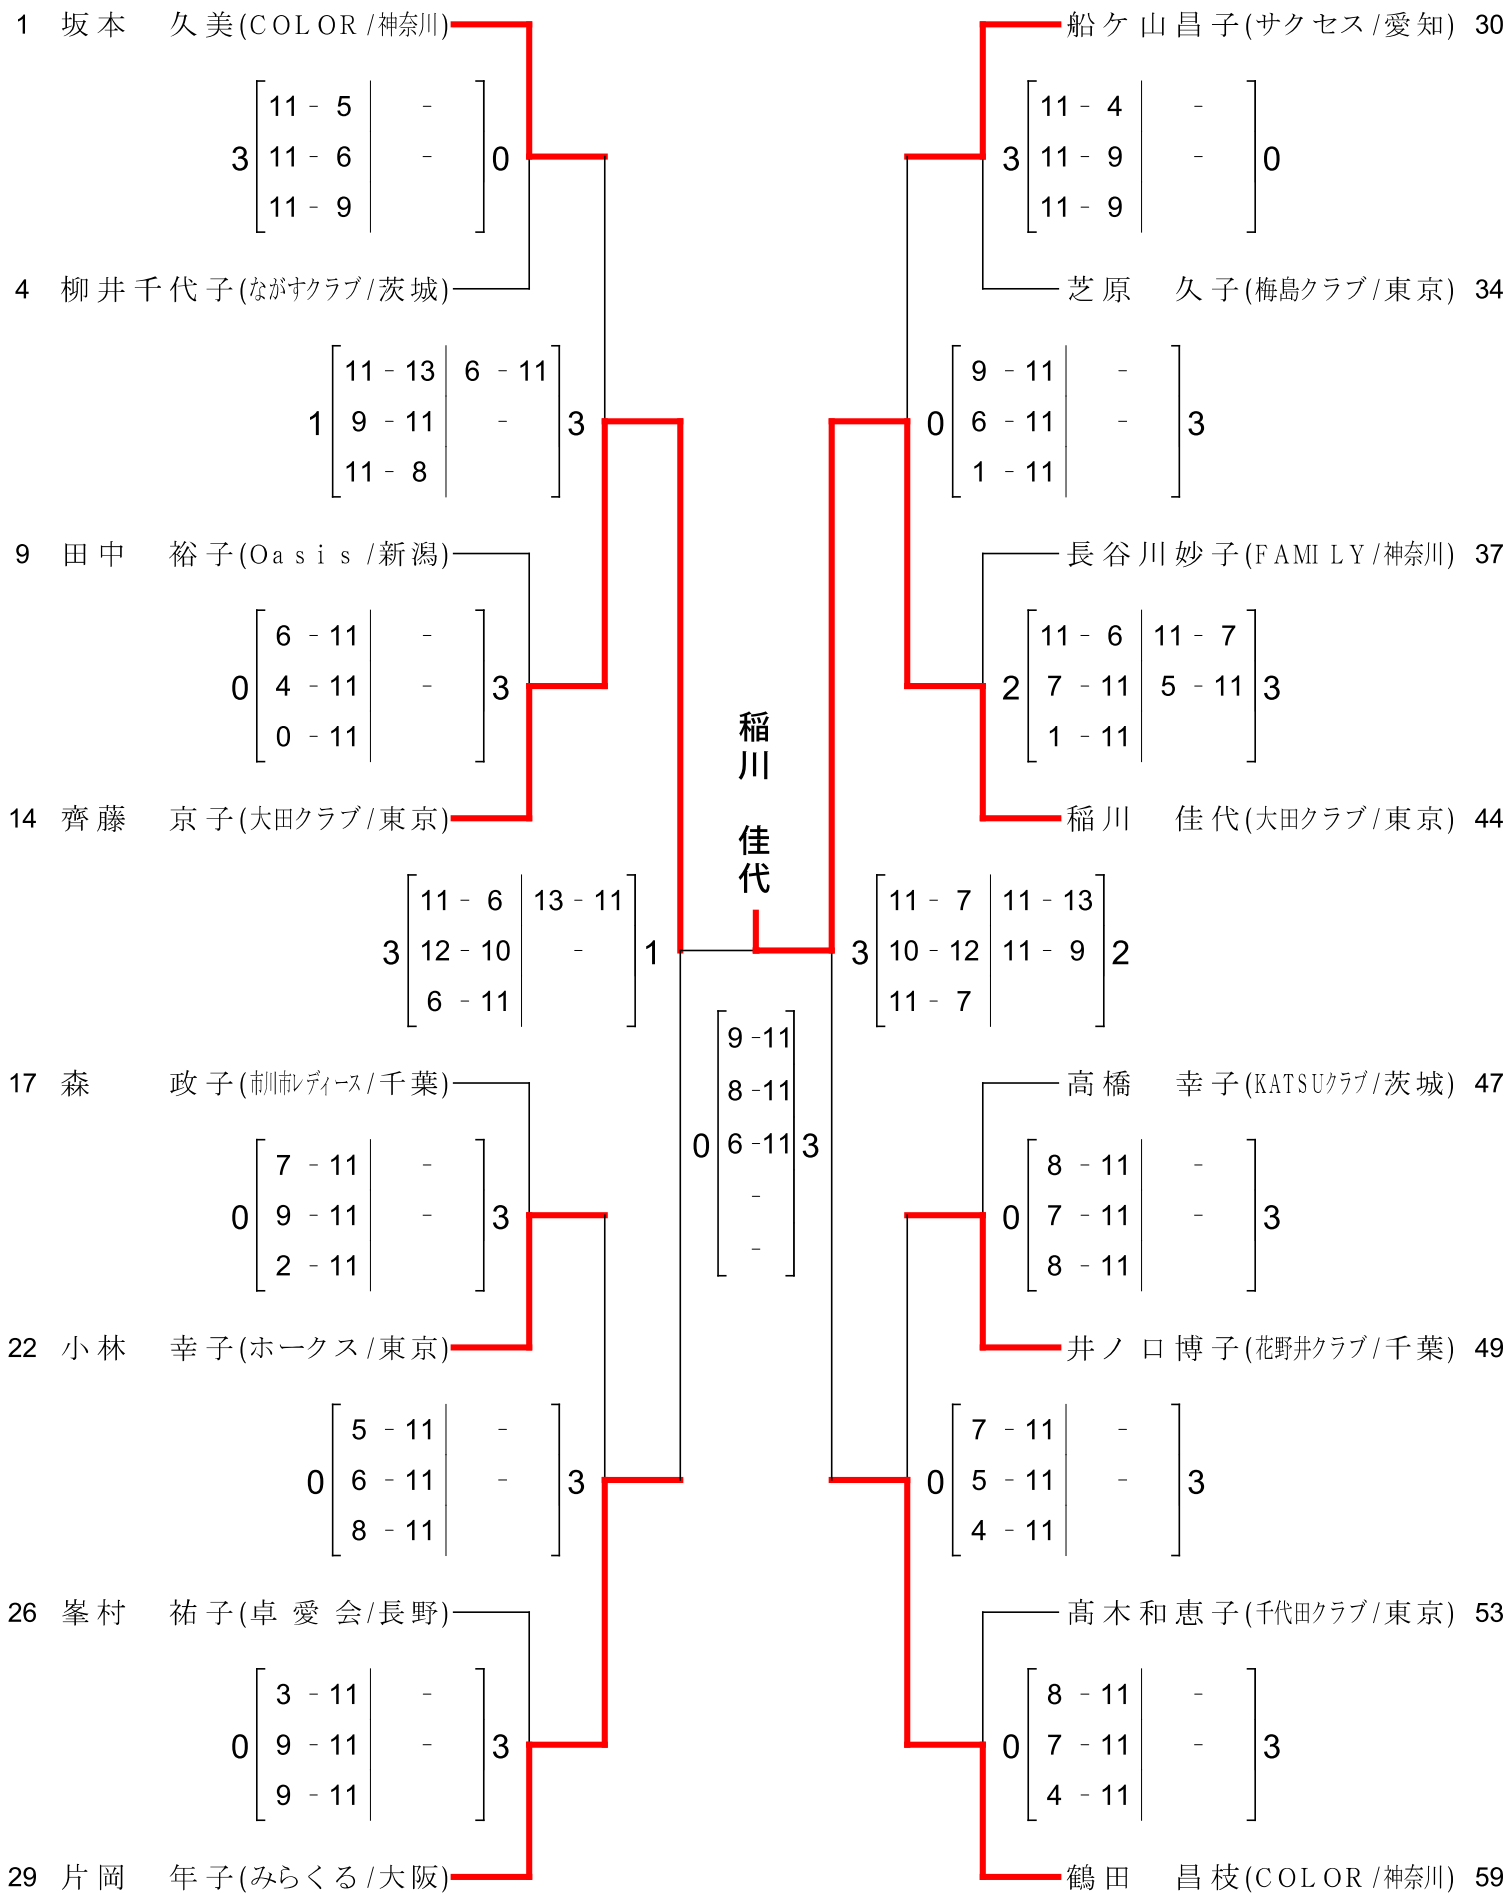 1 坂本 久美(COLOR/神奈川)
3 0
11 - 5 -
11 - 6 -
11 - 9
4 柳井千代子(ながすクラブ/茨城)
1 3
11 - 13 6 - 11
9 - 11 -
11 - 8
9 田中 裕子(Oasis/新潟)
0 3
6 - 11 -
4 - 11 -
0 - 11
14 齊藤 京子(大田クラブ/東京)
3 1
11 - 6 13 - 11
12 - 10 -
6 - 11
17 森 政子(市川市レディース/千葉)
0 3
7 - 11 -
9 - 11 -
2 - 11
22 小林 幸子(ホークス/東京)
0 3
5 - 11 -
6 - 11 -
8 - 11
26 峯村 祐子(卓愛会/長野)
0 3
3 - 11 -
9 - 11 -
9 - 11
29 片岡 年子(みらくる/大阪)
稲川 佳代
0 3
9 - 11
8 - 11
6 - 11
-
-
船ケ山昌子(サクセス/愛知) 30
3 0
11 - 4 -
11 - 9 -
11 - 9
芝原 久子(梅島クラブ/東京) 34
0 3
9 - 11 -
6 - 11 -
1 - 11
長谷川妙子(FAMILY/神奈川) 37
2 3
11 - 6 11 - 7
7 - 11 5 - 11
1 - 11
稲川 佳代(大田クラブ/東京) 44
3 2
11 - 7 11 - 13
10 - 12 11 - 9
11 - 7
高橋 幸子(KATSUクラブ/茨城) 47
0 3
8 - 11 -
7 - 11 -
8 - 11
井ノ口博子(花野井クラブ/千葉) 49
0 3
7 - 11 -
5 - 11 -
4 - 11
髙木和恵子(千代田クラブ/東京) 53
0 3
8 - 11 -
7 - 11 -
4 - 11
鶴田 昌枝(COLOR/神奈川) 59